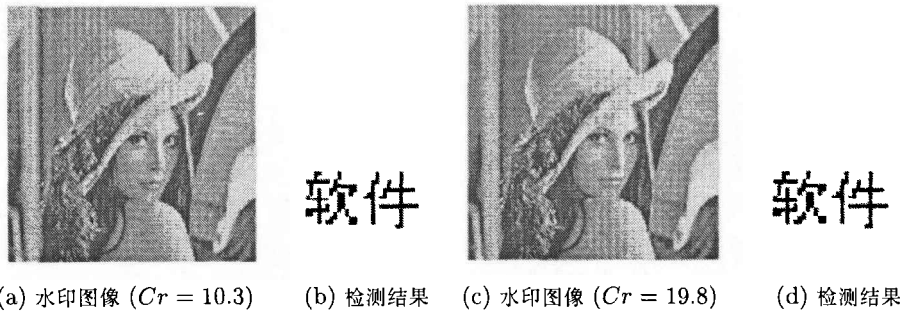 软件
软件
(a) 水印图像 (Cr = 10.3)
(b) 检测结果
(c) 水印图像 (Cr = 19.8)
(d) 检测结果